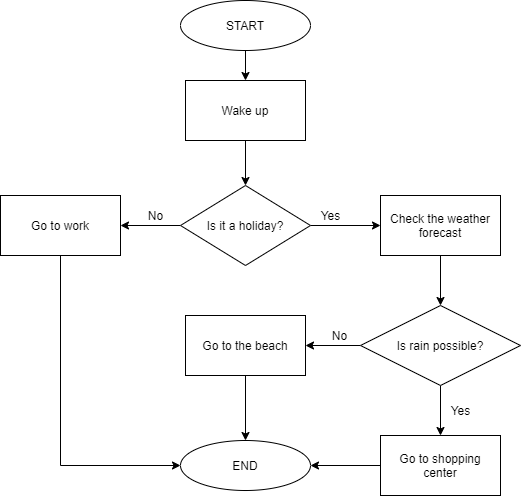 START
Wake up
No
Is it a holiday?
Yes
Go to work
Check the weather
forecast
Go to the beach
No
Is rain possible?
Yes
Go to shopping
center
END